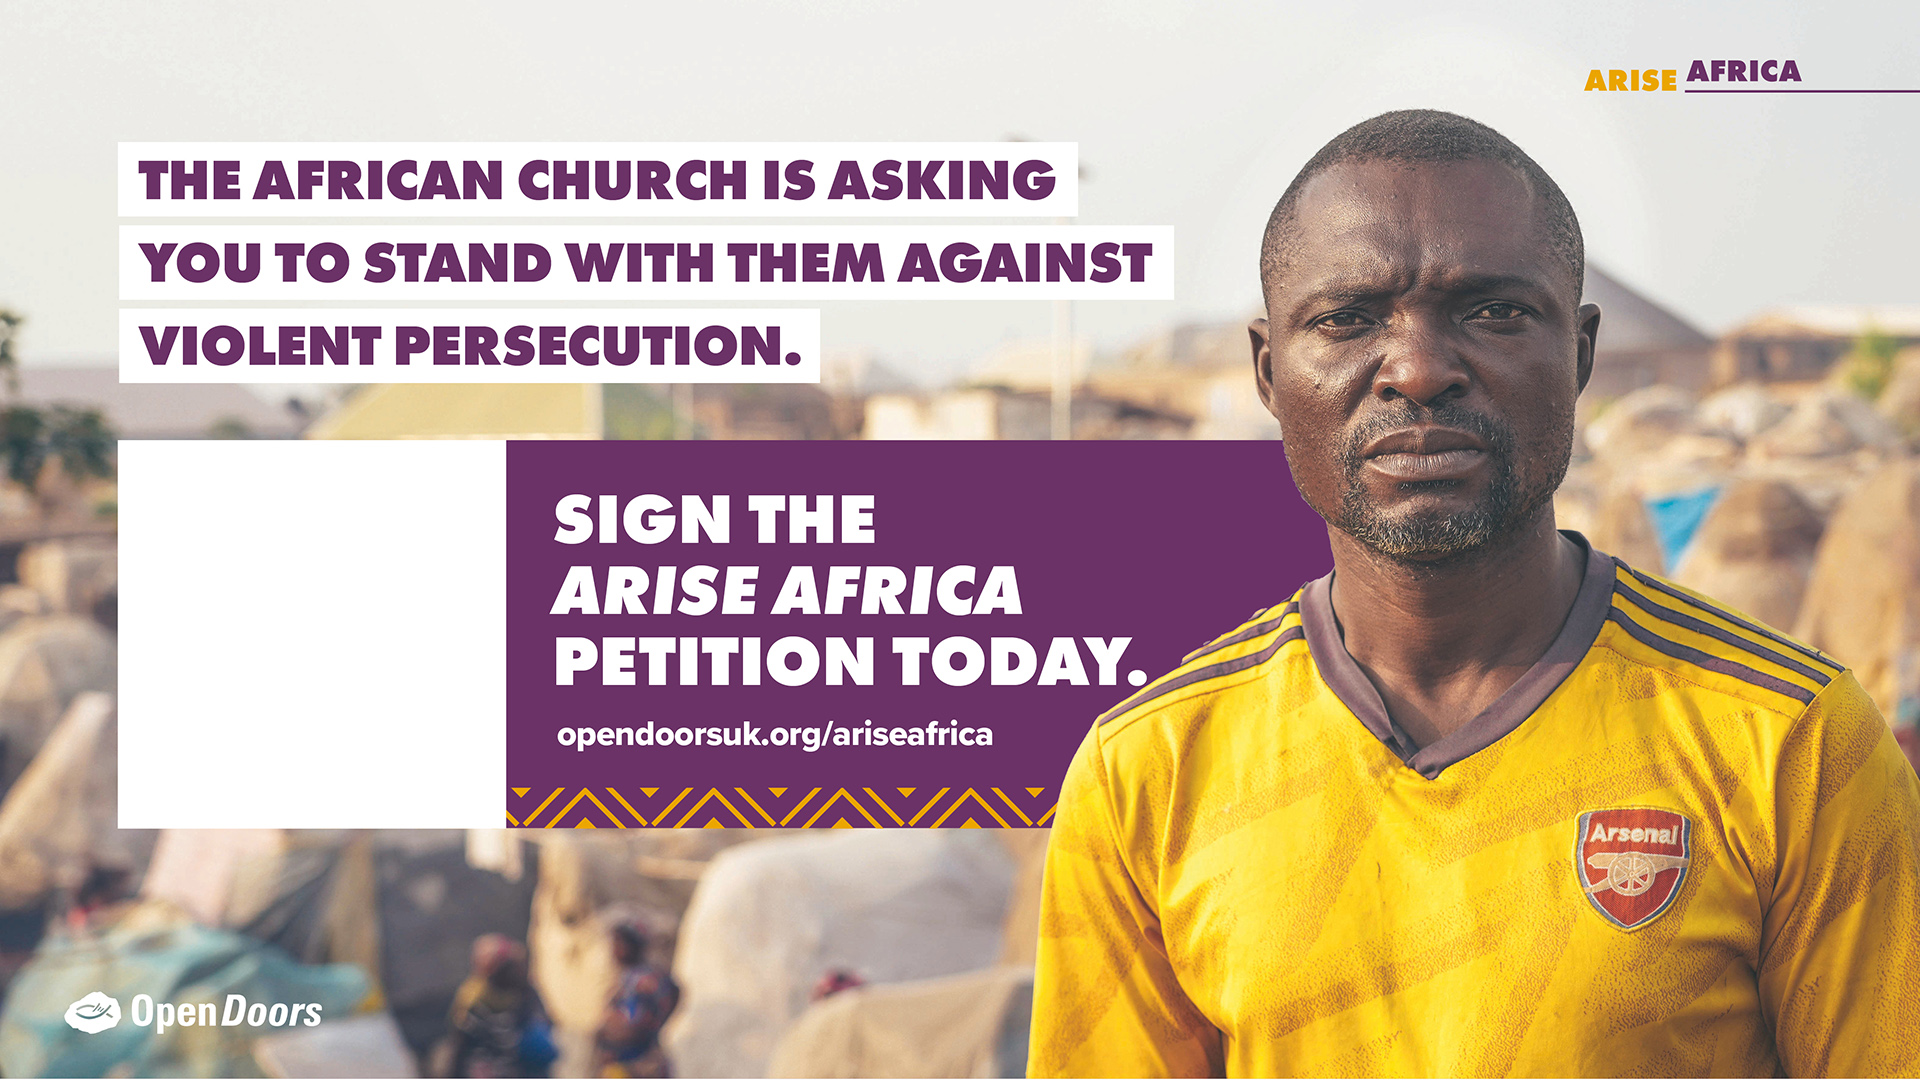 ARISE AFRICA
THE AFRICAN CHURCH IS ASKING
YOU TO STAND WITH THEM AGAINST
VIOLENT PERSECUTION.
SIGN THE
ARISE AFRICA
PETITION TODAY.
opendoorsuk.org/ariseafrica
Arsenal
OpenDoors